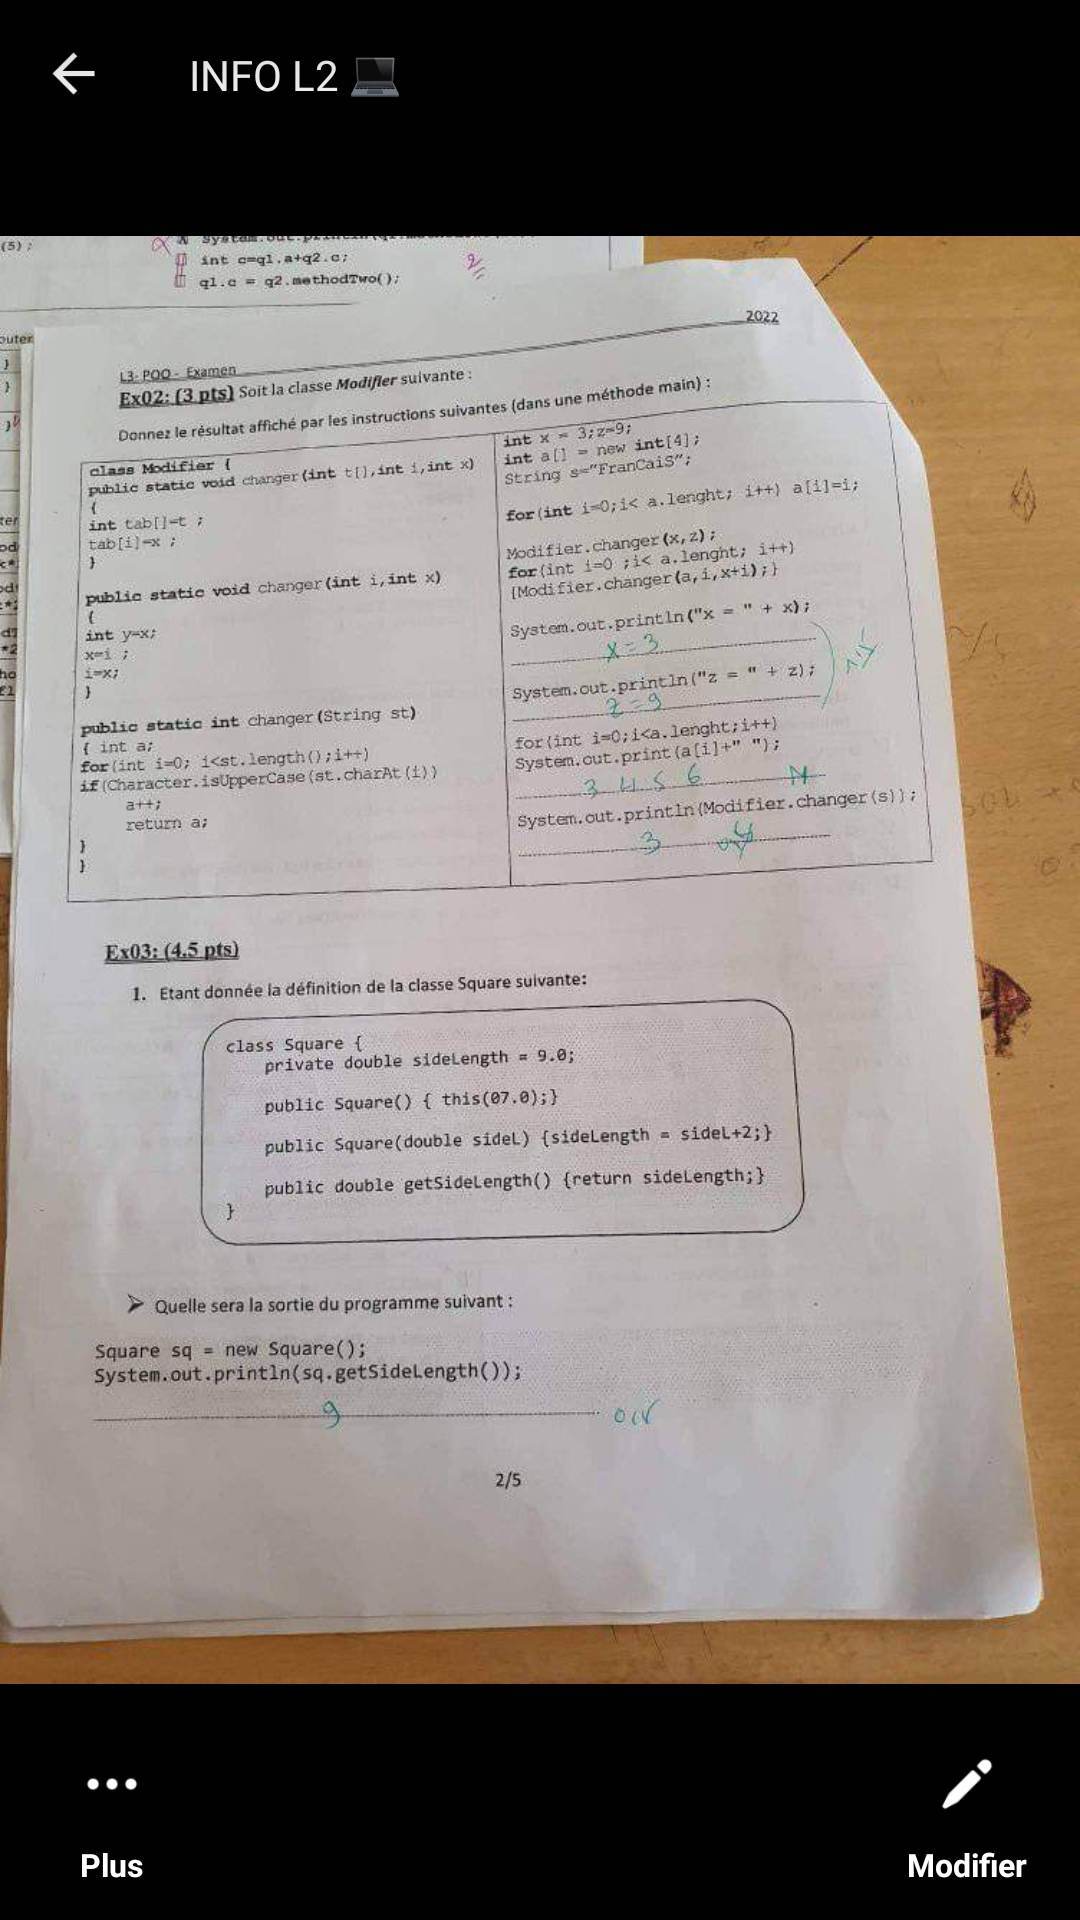 INFO L2 💻
(5);
int c=q1.a+q2.c;
2
q1.c = q2.methodTwo();
2022
L3- POO - Examen
Ex02: (3 pts) Soit la classe Modifier suivante :
Donnez le résultat affiché par les instructions suivantes (dans une méthode main) :
class Modifier {
public static void changer(int t[],int i,int x)
{
int tab[]=t ;
tab[i]=x ;
}
public static void changer(int i,int x)
{
int y=x;
x=i ;
i=x;
}
public static int changer(String st)
{ int a;
for(int i=0; i<st.length();i++)
if(Character.isUpperCase(st.charAt(i))
a++;
return a;
}
}
int x = 3;z=9;
int a[] = new int[4];
String s="FranCaiS";
for(int i=0;i< a.lenght; i++) a[i]=i;
Modifier.changer(x,z);
for(int i=0 ;i< a.lenght; i++)
{Modifier.changer(a,i,x+i);}
System.out.println("x = " + x);
x=3
System.out.println("z = " + z);
z=9
for(int i=0;i<a.lenght;i++)
System.out.print(a[i]+" ");
3 4 5 6
System.out.println(Modifier.changer(s));
3
Ex03: (4.5 pts)
1. Etant donnée la définition de la classe Square suivante:
class Square {
private double sideLength = 9.0;
public Square() { this(07.0);}
public Square(double sideL) {sideLength = sideL+2;}
public double getSideLength() {return sideLength;}
}
➢ Quelle sera la sortie du programme suivant :
Square sq = new Square();
System.out.println(sq.getSideLength());
9
2/5
Plus
Modifier